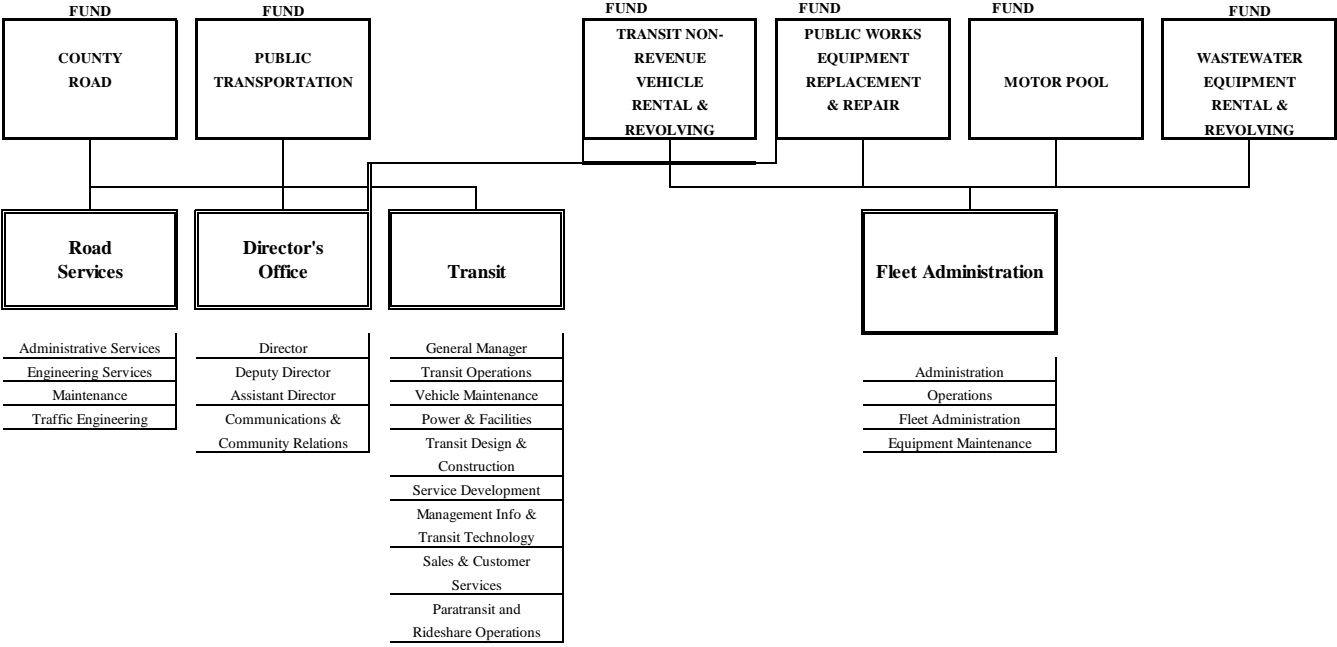 FUND
COUNTY
ROAD
FUND
PUBLIC
TRANSPORTATION
FUND
TRANSIT NON-
REVENUE
VEHICLE
RENTAL &
REVOLVING
FUND
PUBLIC WORKS
EQUIPMENT
REPLACEMENT
& REPAIR
FUND
MOTOR POOL
FUND
WASTEWATER
EQUIPMENT
RENTAL &
REVOLVING
Road
Services
Administrative Services
Engineering Services
Maintenance
Traffic Engineering
Director's
Office
Director
Deputy Director
Assistant Director
Communications &
Community Relations
Transit
General Manager
Transit Operations
Vehicle Maintenance
Power & Facilities
Transit Design &
Construction
Service Development
Management Info &
Transit Technology
Sales & Customer
Services
Paratransit and
Rideshare Operations
Fleet Administration
Administration
Operations
Fleet Administration
Equipment Maintenance